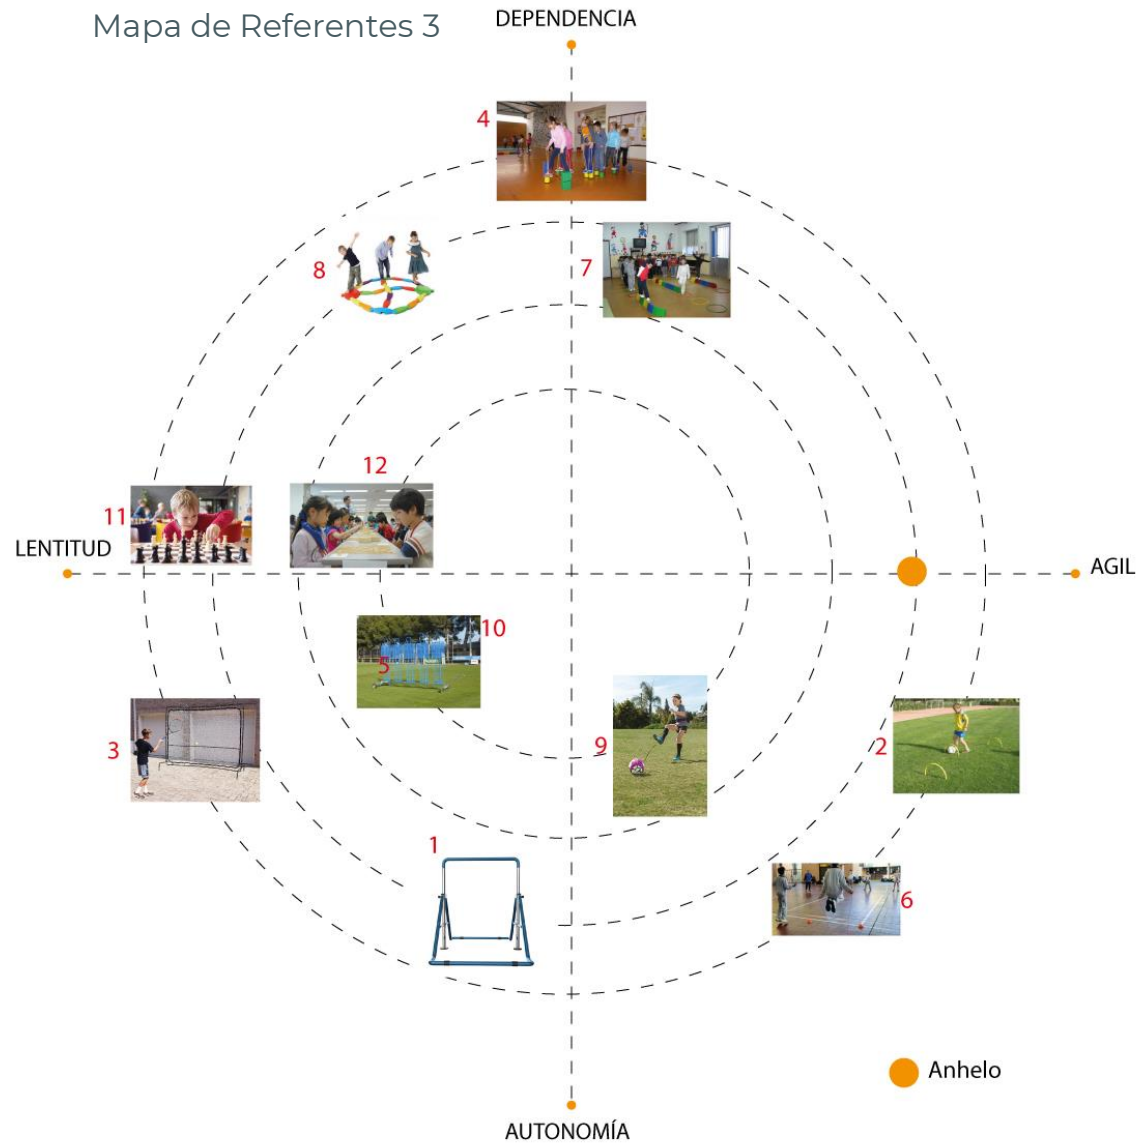 Mapa de Referentes 3
DEPENDENCIA
4
8
7
12
11
LENTITUD
AGIL
10
5
3
9
2
1
6
Anhelo
AUTONOMÍA